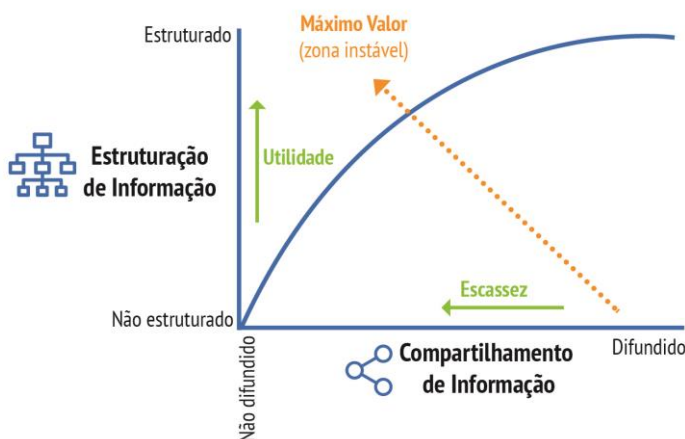 Estruturado
Máximo Valor
(zona instável)
Estruturação
de Informação
Utilidade
Escassez
Não estruturado
Não difundido
Compartilhamento
de Informação
Difundido